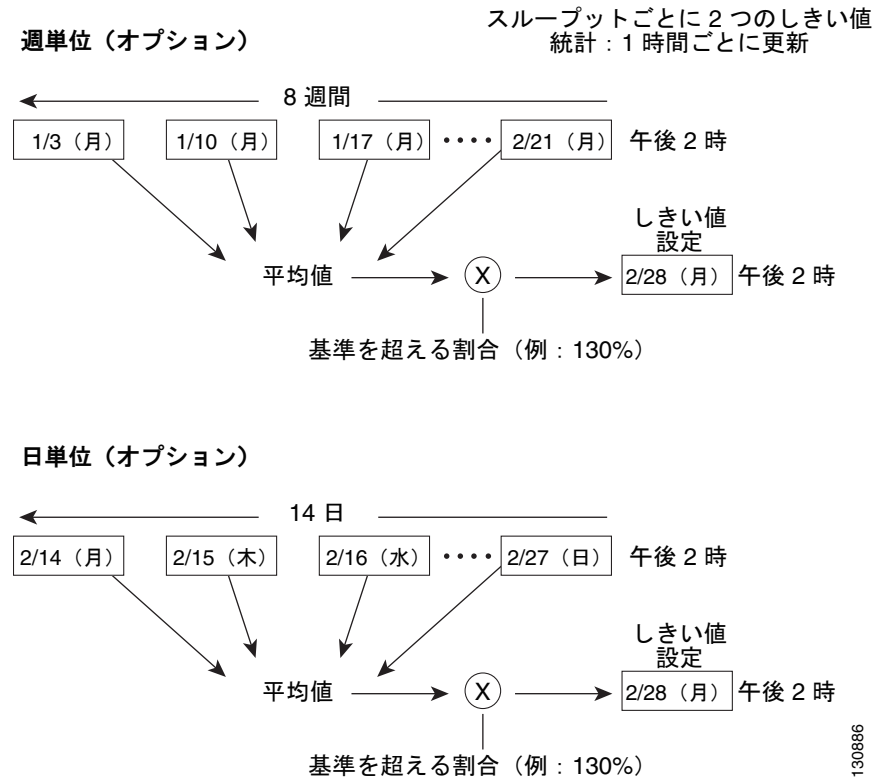 スループットごとに 2 つのしきい値
統計：1 時間ごとに更新
週単位（オプション）
8 週間
1/3（月） 1/10（月） 1/17（月） ・・・・ 2/21（月） 午後 2 時
しきい値
設定
平均値 X 2/28（月） 午後 2 時
基準を超える割合（例：130%）
日単位（オプション）
14 日
2/14（月） 2/15（木） 2/16（水） ・・・・ 2/27（日） 午後 2 時
しきい値
設定
平均値 X 2/28（月） 午後 2 時
基準を超える割合（例：130%）
130886